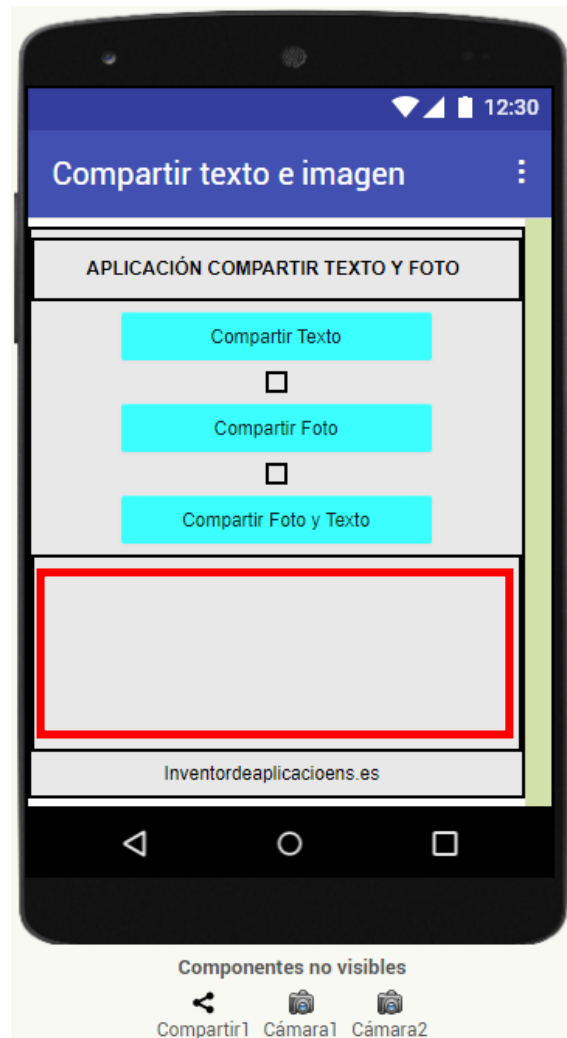 12:30
Compartir texto e imagen
APLICACIÓN COMPARTIR TEXTO Y FOTO
Compartir Texto
Compartir Foto
Compartir Foto y Texto
Inventordeaplicacioens.es
Componentes no visibles
Compartir1 Cámara1 Cámara2